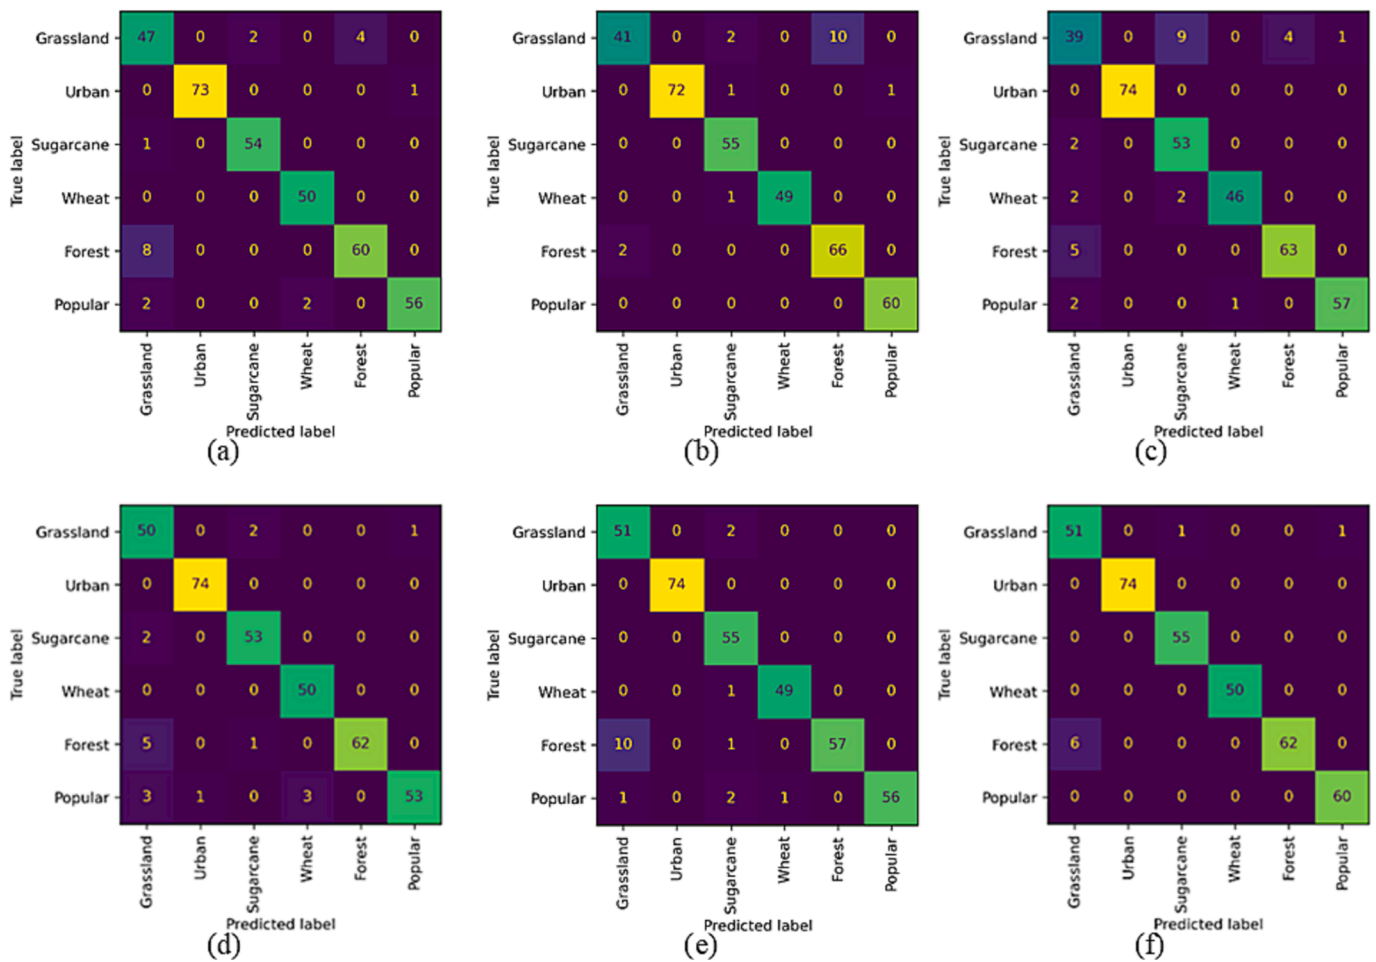 Grassland 47 0 2 0 4 0
Urban 0 73 0 0 0 1
Sugarcane 1 0 54 0 0 0
Wheat 0 0 0 50 0 0
Forest 8 0 0 0 60 0
Popular 2 0 0 2 0 56
True label
Grassland Urban Sugarcane Wheat Forest Popular
Predicted label
(a)
Grassland 41 0 2 0 10 0
Urban 0 72 1 0 0 1
Sugarcane 0 0 55 0 0 0
Wheat 0 0 1 49 0 0
Forest 2 0 0 0 66 0
Popular 0 0 0 0 0 60
True label
Grassland Urban Sugarcane Wheat Forest Popular
Predicted label
(b)
Grassland 39 0 9 0 4 1
Urban 0 74 0 0 0 0
Sugarcane 2 0 53 0 0 0
Wheat 2 0 2 46 0 0
Forest 5 0 0 0 63 0
Popular 2 0 0 1 0 57
True label
Grassland Urban Sugarcane Wheat Forest Popular
Predicted label
(c)
Grassland 50 0 2 0 0 1
Urban 0 74 0 0 0 0
Sugarcane 2 0 53 0 0 0
Wheat 0 0 0 50 0 0
Forest 5 0 1 0 62 0
Popular 3 1 0 3 0 53
True label
Grassland Urban Sugarcane Wheat Forest Popular
Predicted label
(d)
Grassland 51 0 2 0 0 0
Urban 0 74 0 0 0 0
Sugarcane 0 0 55 0 0 0
Wheat 0 0 1 49 0 0
Forest 10 0 1 0 57 0
Popular 1 0 2 1 0 56
True label
Grassland Urban Sugarcane Wheat Forest Popular
Predicted label
(e)
Grassland 51 0 1 0 0 1
Urban 0 74 0 0 0 0
Sugarcane 0 0 55 0 0 0
Wheat 0 0 0 50 0 0
Forest 6 0 0 0 62 0
Popular 0 0 0 0 0 60
True label
Grassland Urban Sugarcane Wheat Forest Popular
Predicted label
(f)